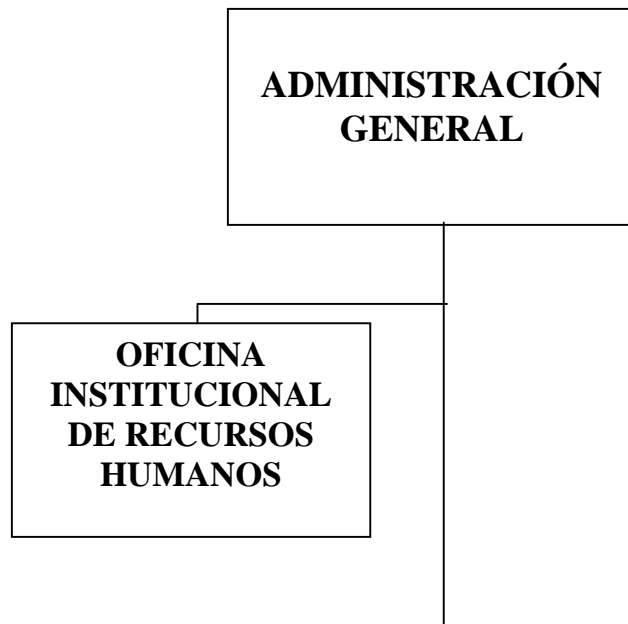 ADMINISTRACIÓN
GENERAL
OFICINA
INSTITUCIONAL
DE RECURSOS
HUMANOS